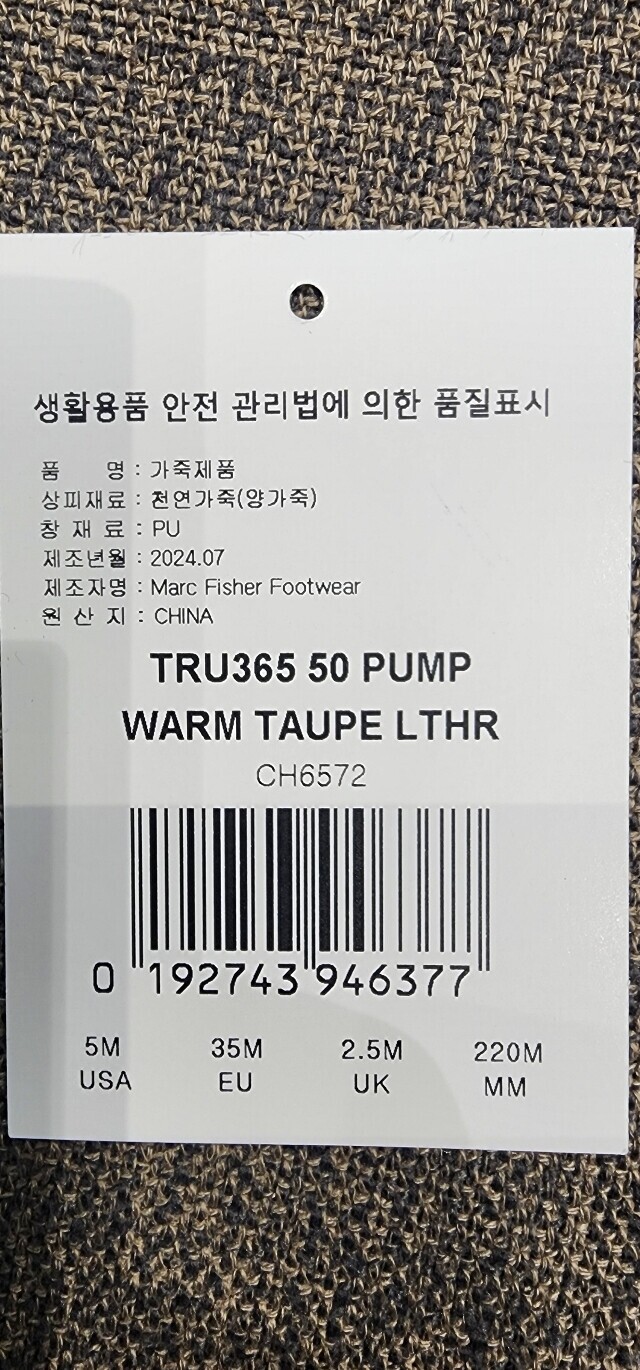 생활용품 안전 관리법에 의한 품질표시
품 명 : 가죽제품
상피재료 : 천연가죽(양가죽)
창 재 료 : PU
제조년월 : 2024.07
제조자명 : Marc Fisher Footwear
원 산 지 : CHINA
TRU365 50 PUMP
WARM TAUPE LTHR
CH6572
0 192743 946377
5M 35M 2.5M 220M
USA EU UK MM